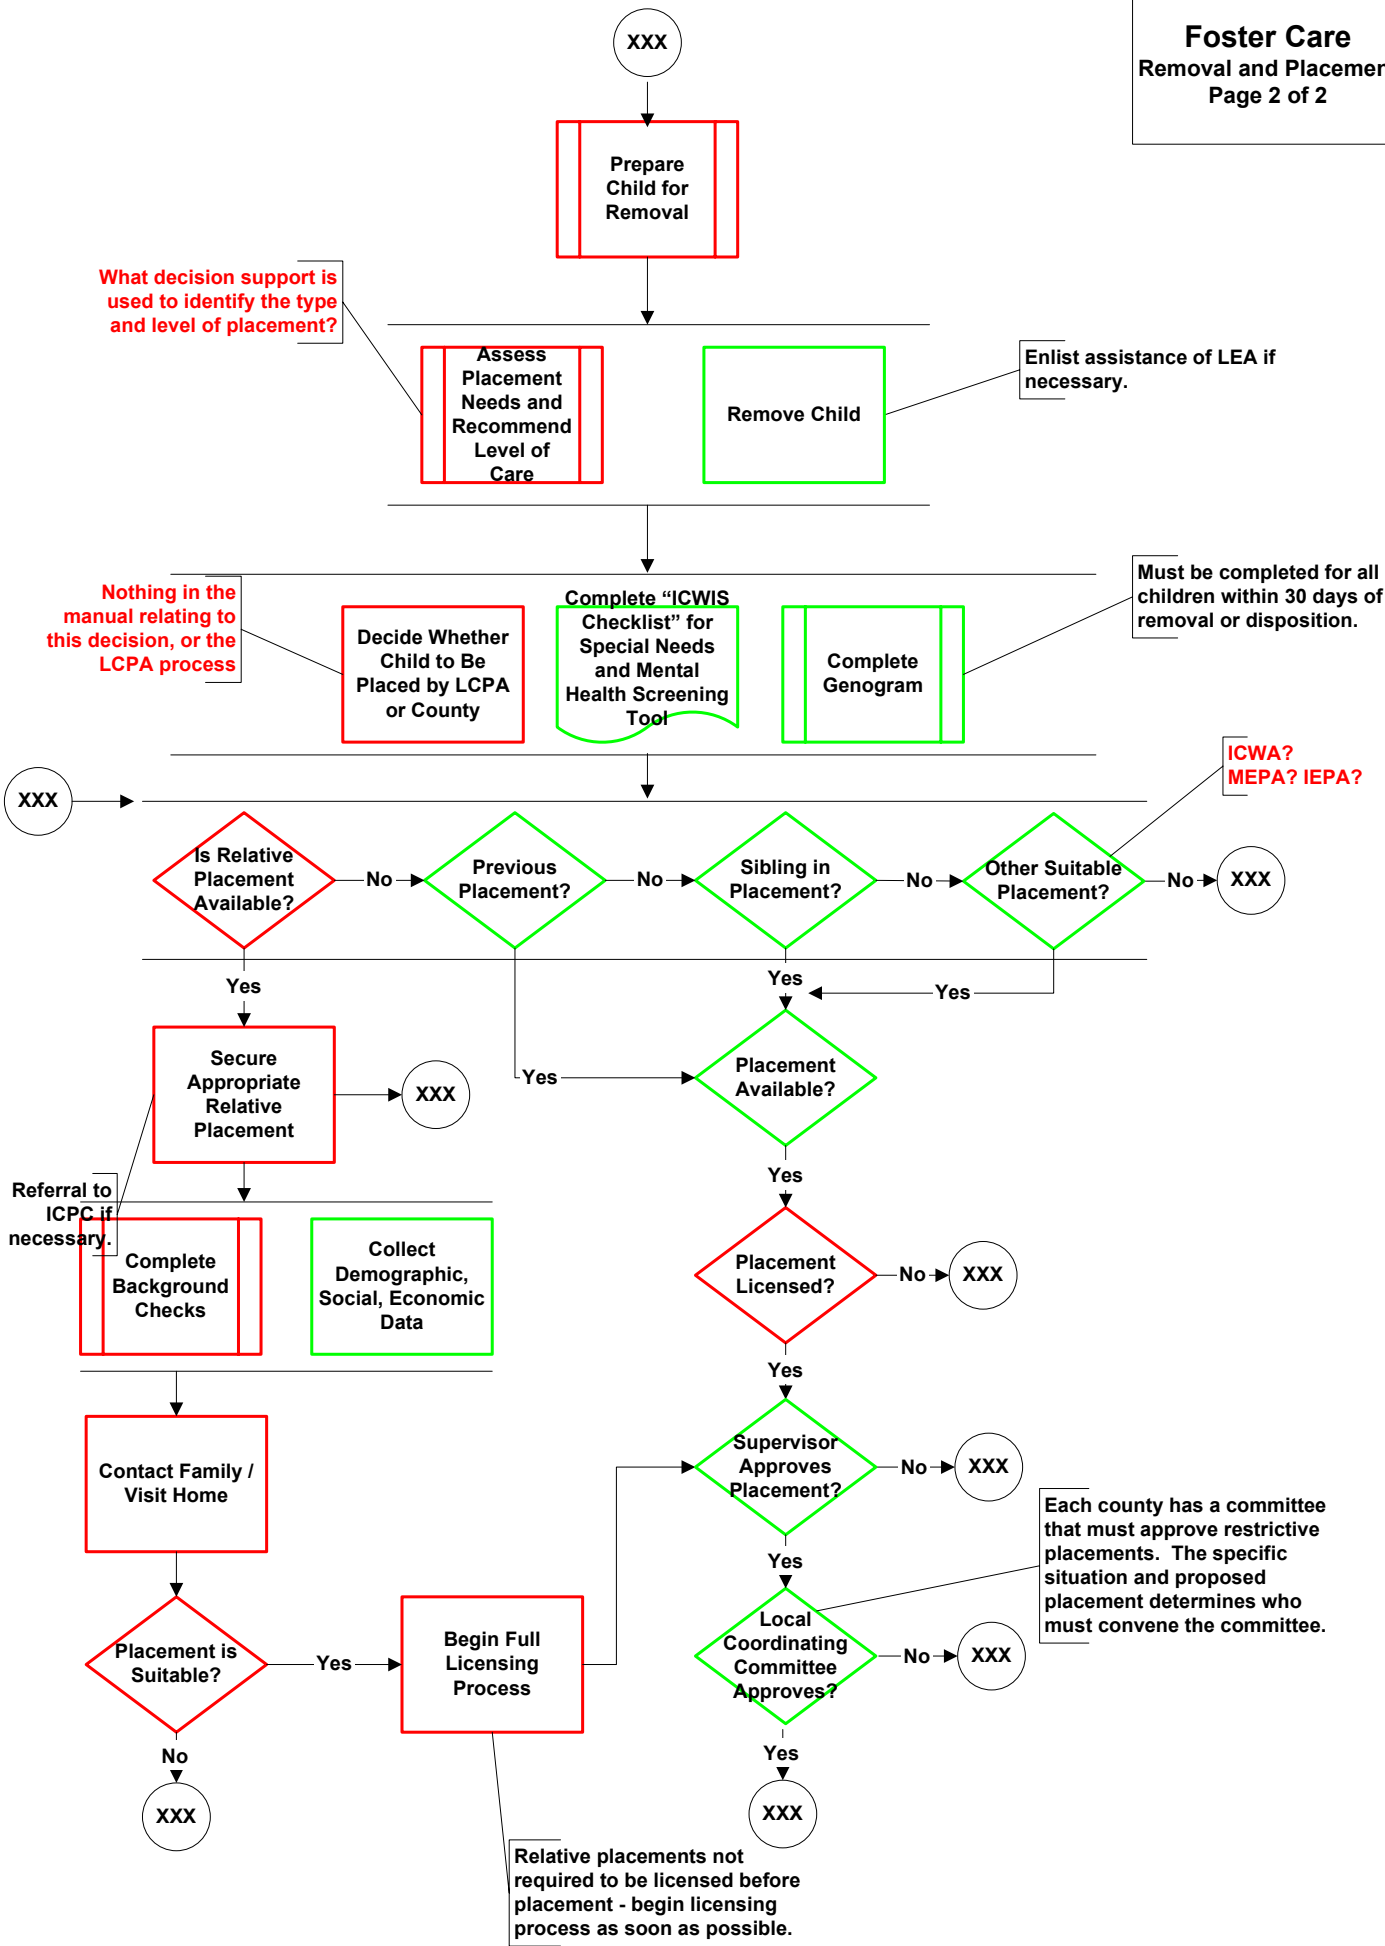 XXX
Foster Care
Removal and Placemen
Page 2 of 2
Prepare
Child for
Removal
What decision support is
used to identify the type
and level of placement?
Assess
Placement
Needs and
Recommend
Level of
Care
Remove Child
Enlist assistance of LEA if
necessary.
Nothing in the
manual relating to
this decision, or the
LCPA process
Decide Whether
Child to Be
Placed by LCPA
or County
Complete “ICWIS
Checklist” for
Special Needs
and Mental
Health Screening
Tool
Complete
Genogram
Must be completed for all
children within 30 days of
removal or disposition.
ICWA?
MEPA? IEPA?
XXX
Is Relative
Placement
Available?
No
Previous
Placement?
No
Sibling in
Placement?
No
Other Suitable
Placement?
No
XXX
Yes
Yes
Yes
Secure
Appropriate
Relative
Placement
XXX
Yes
Placement
Available?
Yes
Referral to
ICPC if
necessary.
Complete
Background
Checks
Collect
Demographic,
Social, Economic
Data
Placement
Licensed?
No
XXX
Yes
Contact Family /
Visit Home
Supervisor
Approves
Placement?
No
XXX
Each county has a committee
that must approve restrictive
placements.  The specific
situation and proposed
placement determines who
must convene the committee.
Yes
Placement is
Suitable?
Yes
Begin Full
Licensing
Process
Local
Coordinating
Committee
Approves?
No
XXX
No
XXX
Yes
XXX
Relative placements not
required to be licensed before
placement - begin licensing
process as soon as possible.